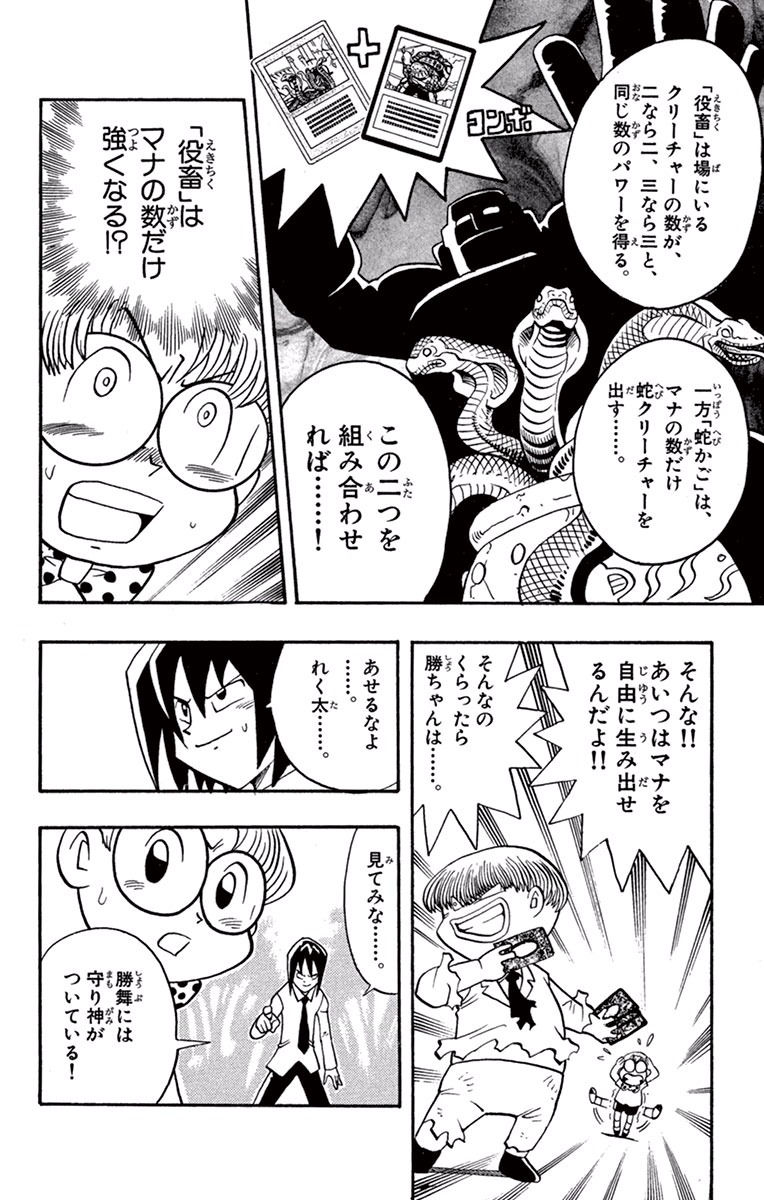 「役畜」は場にいる
クリーチャーの数が、
二なら二、三なら三と、
同じ数のパワーを得る。
コンボ
一方「蛇かご」は、
マナの数だけ
蛇クリーチャーを
出す……。
この二つを
組み合わせ
れば……！
「役畜」は
マナの数だけ
強くなる!?
そんな!!
あいつはマナを
自由に生み出せ
るんだよ!!
そんなの
くらったら
勝ちゃんは……。
あせるなよ
……。
れく太……。
見てみな……。
勝舞には
守り神が
ついている！